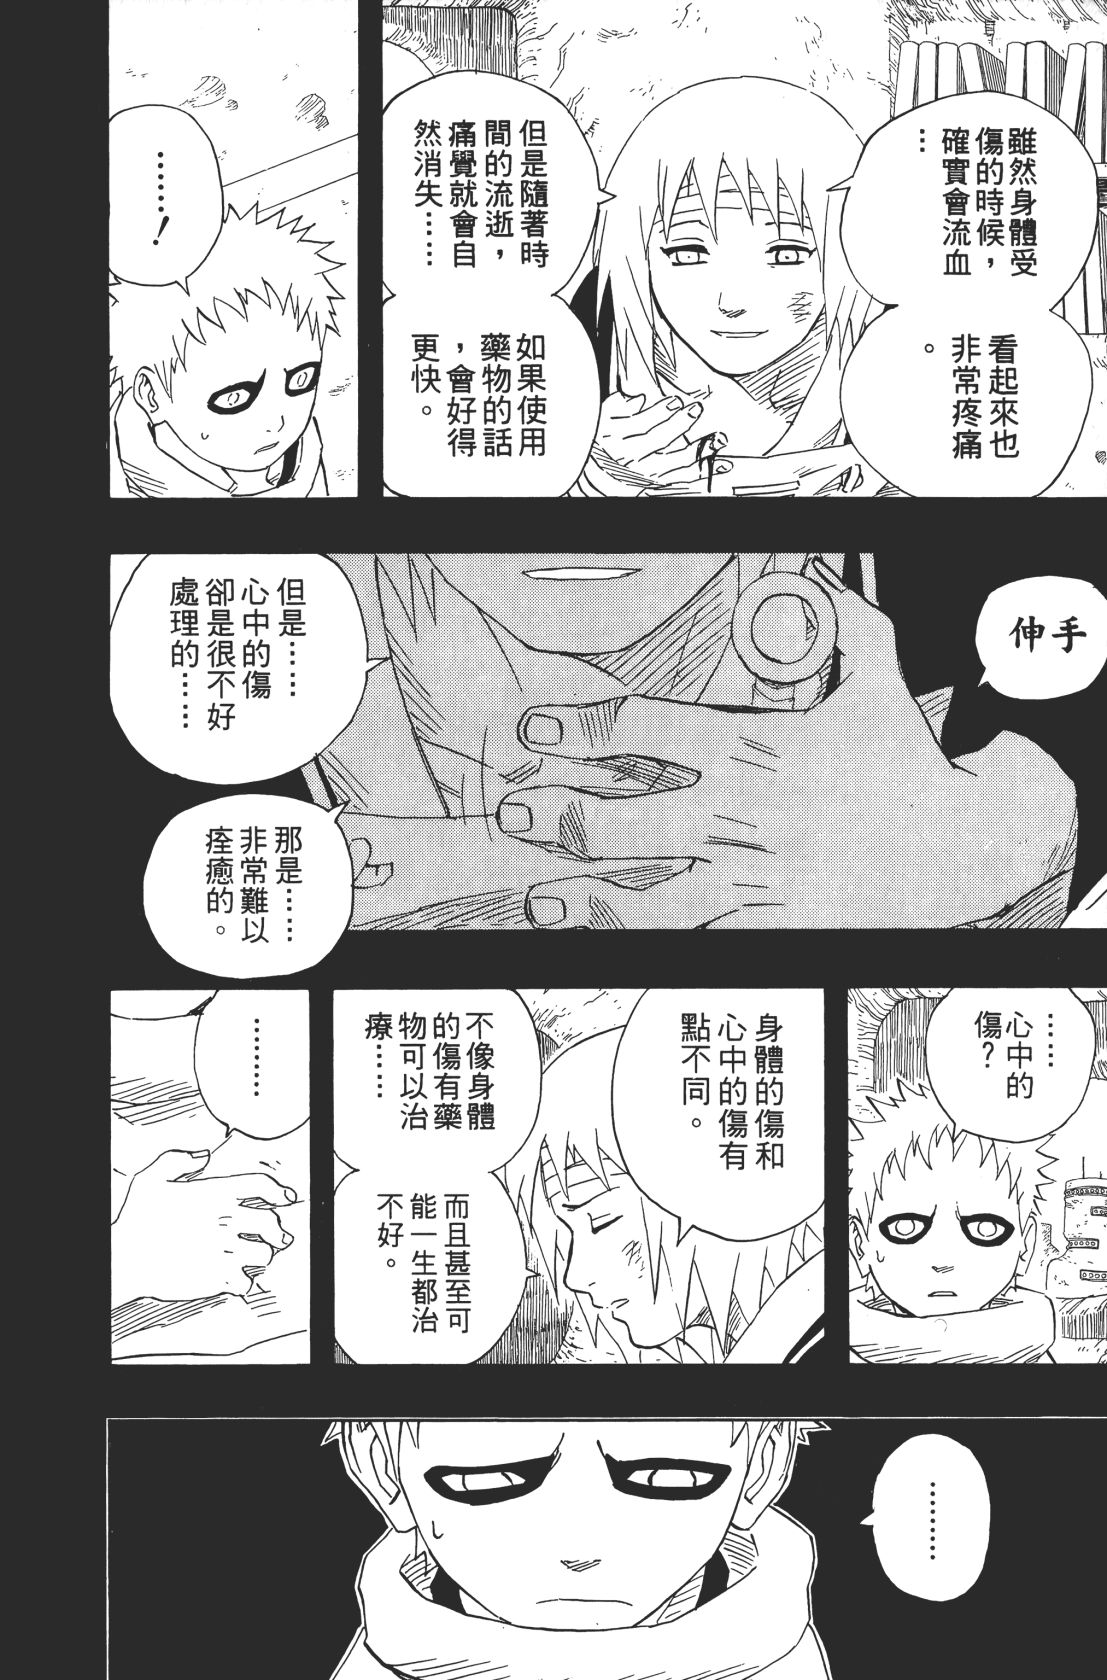 雖然身體受
傷的時候，
確實會流血
…
看起來也
非常疼痛
。
但是隨著時
間的流逝，
痛覺就會自
然消失……
如果使用
藥物的話
，會好得
更快。
……！
伸手
但是……
心中的傷
卻是很不好
處理的……
那是……
非常難以
痊癒的。
……
心中的
傷？
身體的傷和
心中的傷有
點不同。
不像身體
的傷有藥
物可以治
療……
而且甚至可
能一生都治
不好。
………
………